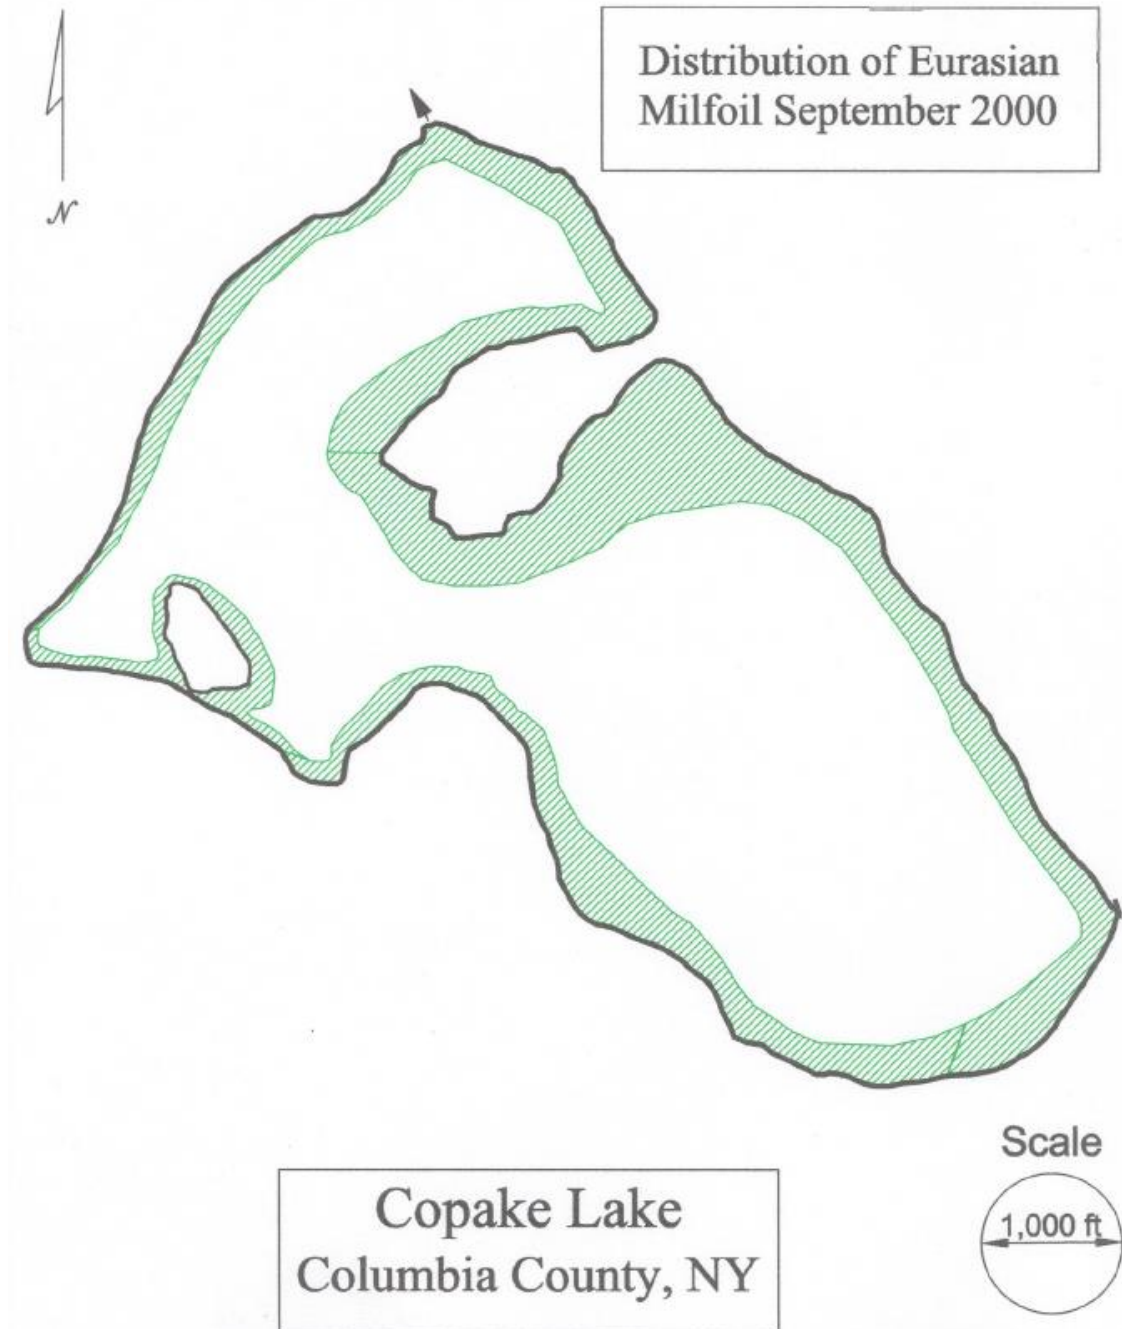 Distribution of Eurasian
Milfoil September 2000
N
Scale
1,000 ft
Copake Lake
Columbia County, NY